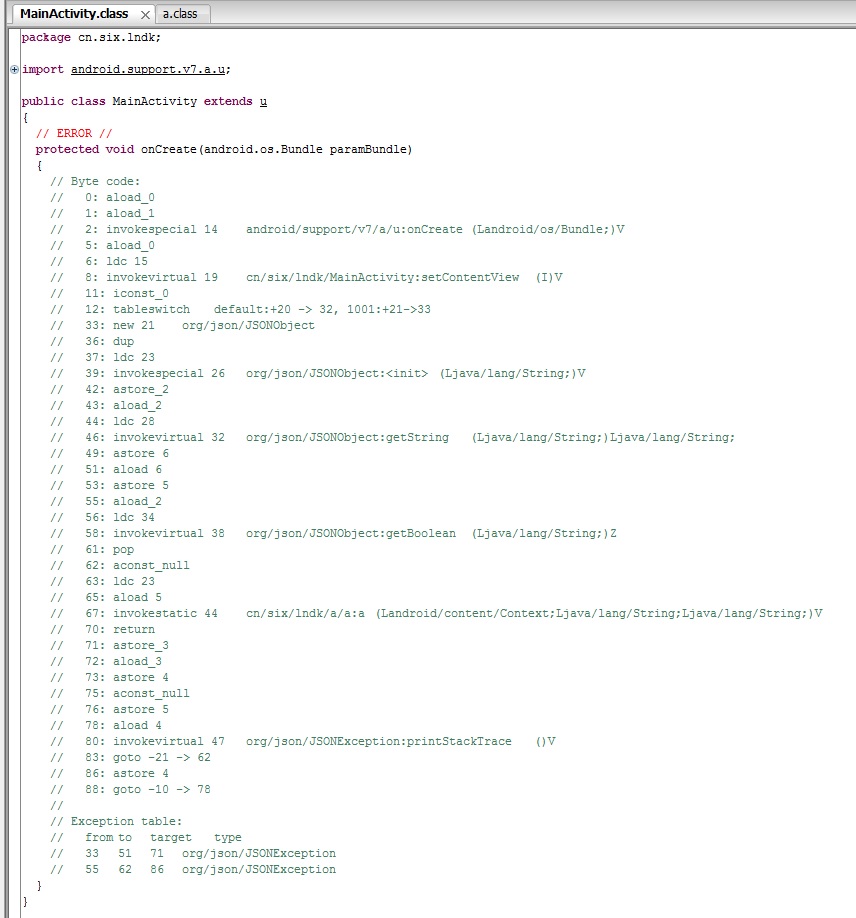 MainActivity.class a.class
package cn.six.lndk;
import android.support.v7.a.u;
public class MainActivity extends u
{
// ERROR //
protected void onCreate(android.os.Bundle paramBundle)
{
// Byte code:
// 0: aload_0
// 1: aload_1
// 2: invokespecial 14 android/support/v7/a/u:onCreate (Landroid/os/Bundle;)V
// 5: aload_0
// 6: ldc 15
// 8: invokevirtual 19 cn/six/lndk/MainActivity:setContentView (I)V
// 11: iconst_0
// 12: tableswitch default:+20 -> 32, 1001:+21->33
// 33: new 21 org/json/JSONObject
// 36: dup
// 37: ldc 23
// 39: invokespecial 26 org/json/JSONObject:<init> (Ljava/lang/String;)V
// 42: astore_2
// 43: aload_2
// 44: ldc 28
// 46: invokevirtual 32 org/json/JSONObject:getString (Ljava/lang/String;)Ljava/lang/String;
// 49: astore 6
// 51: aload 6
// 53: astore 5
// 55: aload_2
// 56: ldc 34
// 58: invokevirtual 38 org/json/JSONObject:getBoolean (Ljava/lang/String;)Z
// 61: pop
// 62: aconst_null
// 63: ldc 23
// 65: aload 5
// 67: invokestatic 44 cn/six/lndk/a/a:a (Landroid/content/Context;Ljava/lang/String;Ljava/lang/String;)V
// 70: return
// 71: astore_3
// 72: aload_3
// 73: astore 4
// 75: aconst_null
// 76: astore 5
// 78: aload 4
// 80: invokevirtual 47 org/json/JSONException:printStackTrace ()V
// 83: goto -21 -> 62
// 86: astore 4
// 88: goto -10 -> 78
//
// Exception table:
// from to target type
// 33 51 71 org/json/JSONException
// 55 62 86 org/json/JSONException
}
}